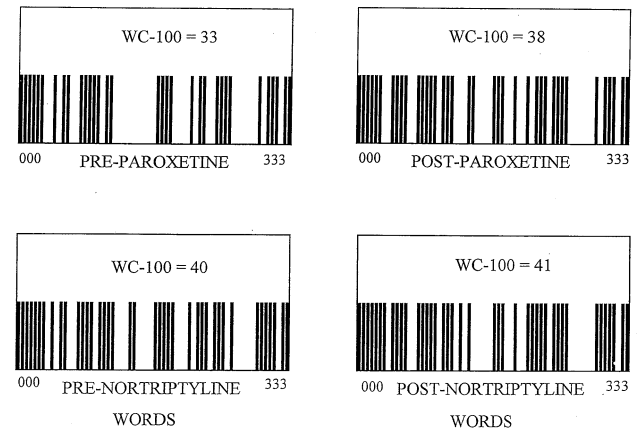 WC-100 = 33
000 PRE-PAROXETINE 333
WC-100 = 38
000 POST-PAROXETINE 333
WC-100 = 40
000 PRE-NORTRIPTYLINE 333
WORDS
WC-100 = 41
000 POST-NORTRIPTYLINE 333
WORDS